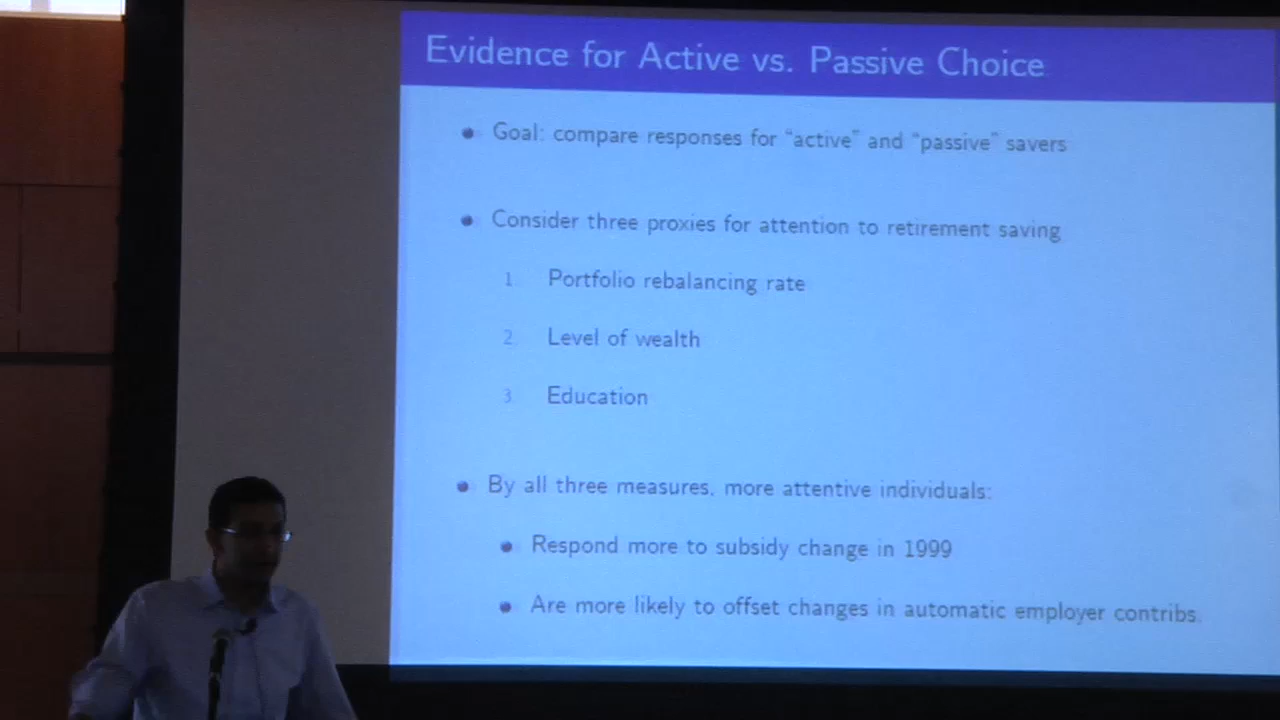 Evidence for Active vs. Passive Choice
Goal: compare responses for “active” and “passive” savers
Consider three proxies for attention to retirement saving
1. Portfolio rebalancing rate
2. Level of wealth
3. Education
By all three measures, more attentive individuals:
Respond more to subsidy change in 1999
Are more likely to offset changes in automatic employer contribs.